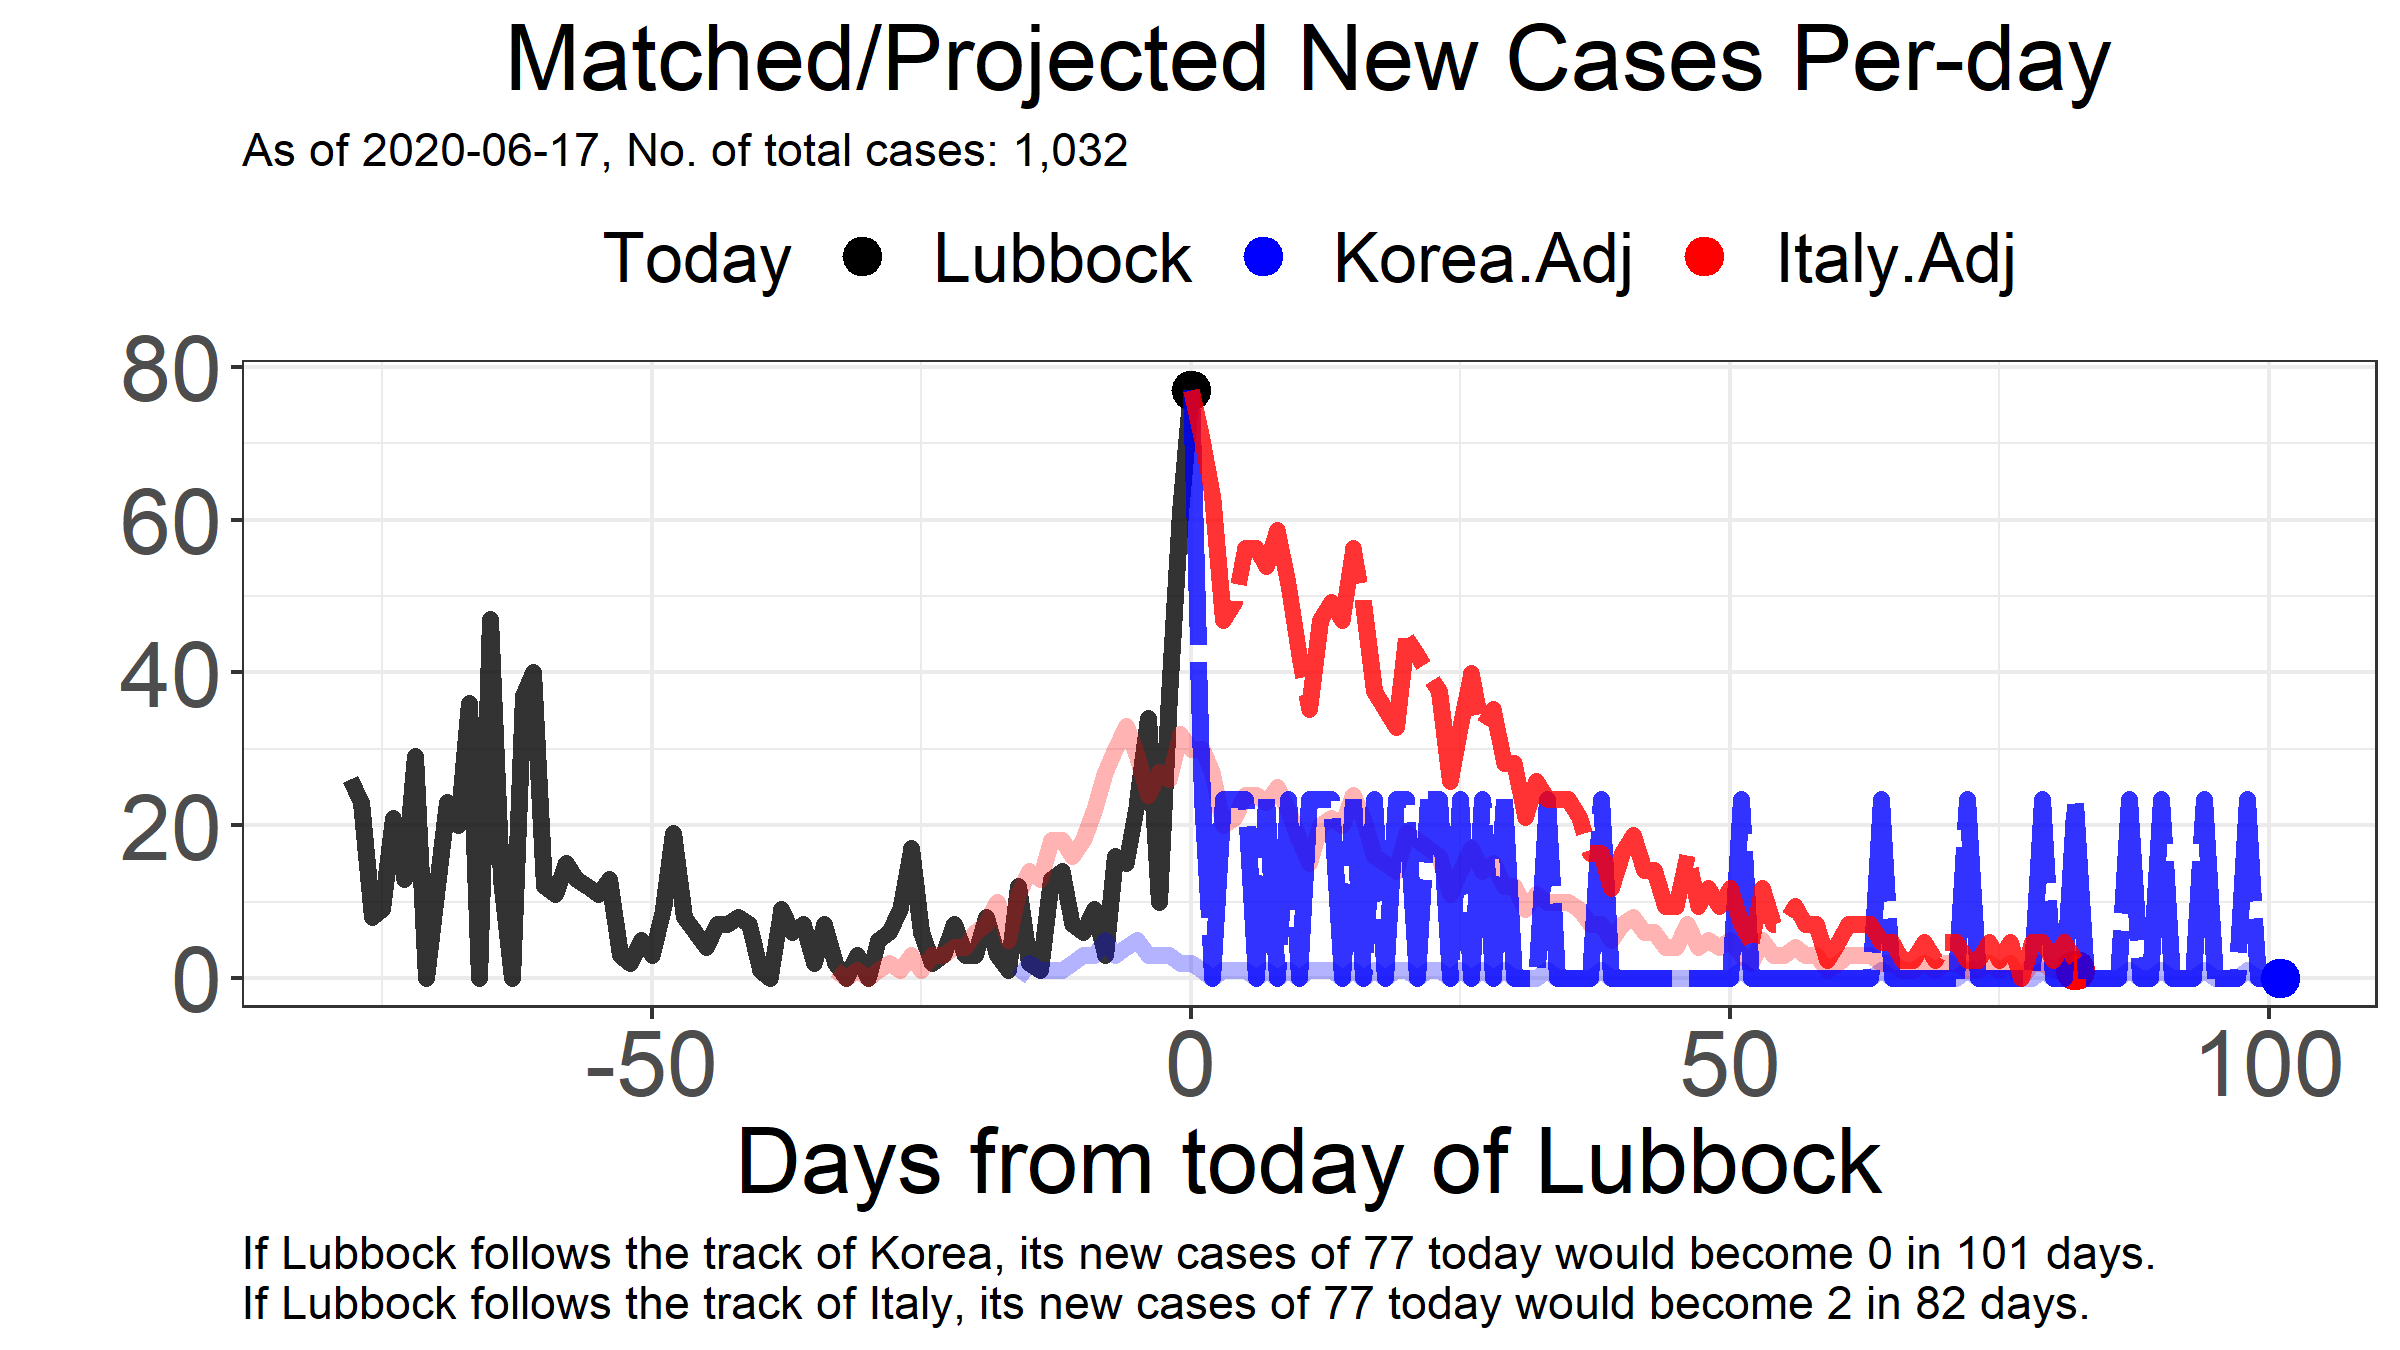 Matched/Projected New Cases Per-day
As of 2020-06-17, No. of total cases: 1,032
Today Lubbock Korea.Adj Italy.Adj
80
60
40
20
0
-50 0 50 100
Days from today of Lubbock
If Lubbock follows the track of Korea, its new cases of 77 today would become 0 in 101 days.
If Lubbock follows the track of Italy, its new cases of 77 today would become 2 in 82 days.